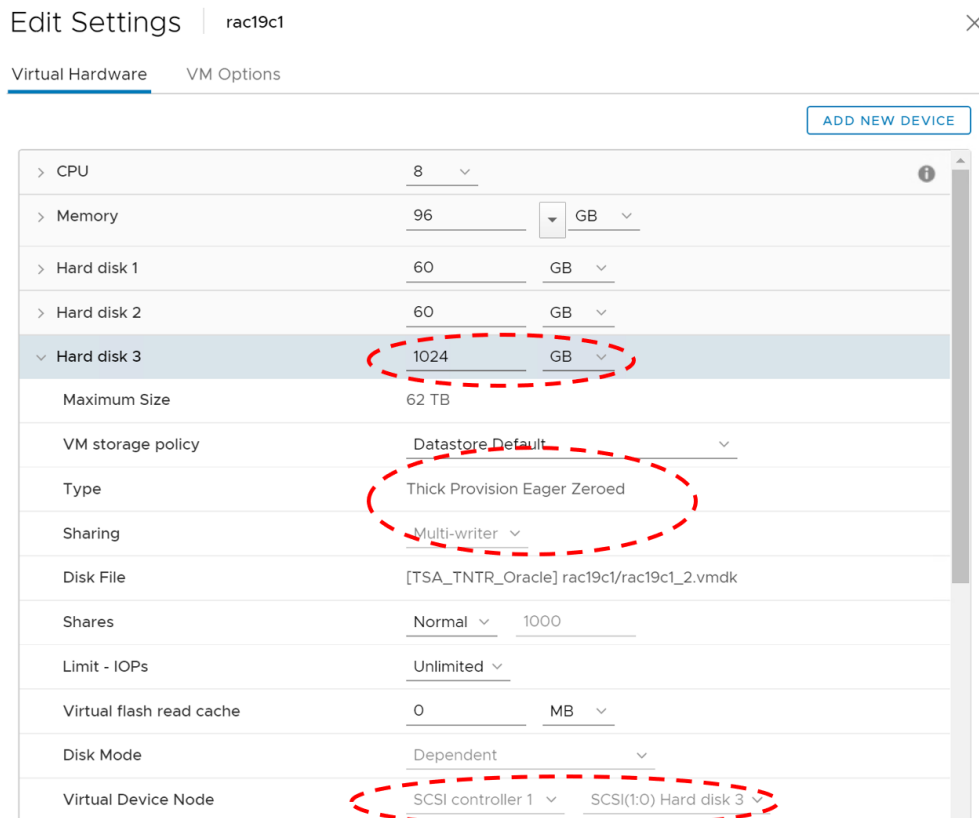 Edit Settings rac19c1
Virtual Hardware VM Options
ADD NEW DEVICE
CPU 8
Memory 96 GB
Hard disk 1 60 GB
Hard disk 2 60 GB
Hard disk 3 1024 GB
Maximum Size 62 TB
VM storage policy Datastore Default
Type Thick Provision Eager Zeroed
Sharing Multi-writer
Disk File [TSA_TNTR_Oracle] rac19c1/rac19c1_2.vmdk
Shares Normal 1000
Limit - IOPs Unlimited
Virtual flash read cache 0 MB
Disk Mode Dependent
Virtual Device Node SCSI controller 1 SCSI(1:0) Hard disk 3